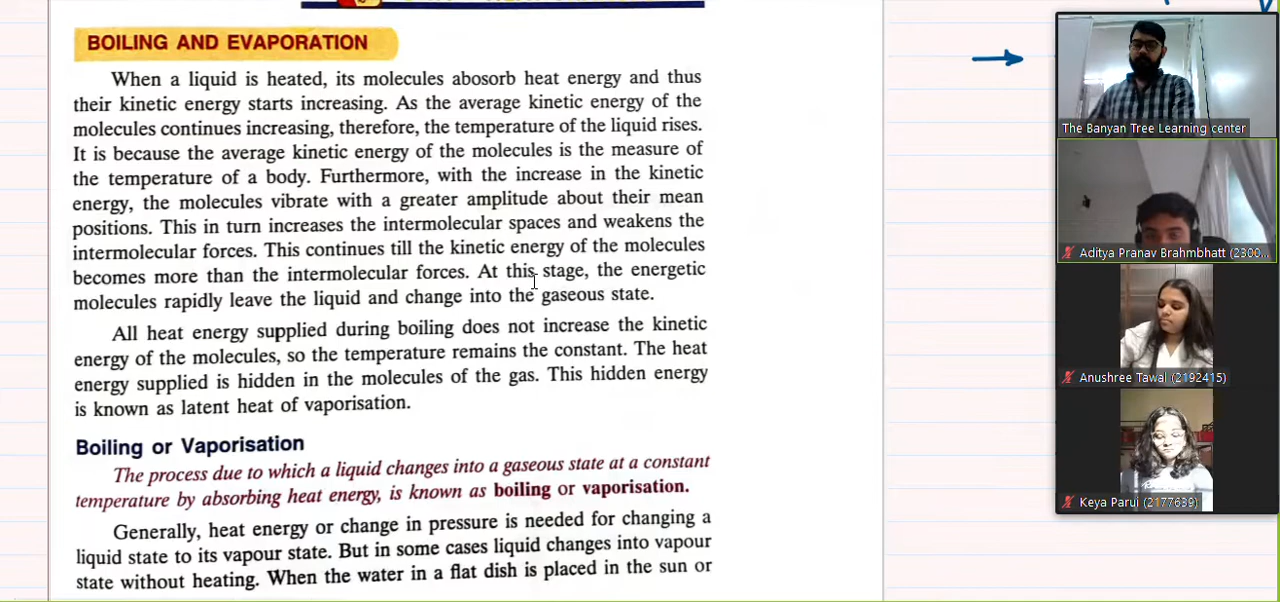 BOILING AND EVAPORATION
When a liquid is heated, its molecules abosorb heat energy and thus
their kinetic energy starts increasing. As the average kinetic energy of the
molecules continues increasing, therefore, the temperature of the liquid rises.
It is because the average kinetic energy of the molecules is the measure of
the temperature of a body. Furthermore, with the increase in the kinetic
energy, the molecules vibrate with a greater amplitude about their mean
positions. This in turn increases the intermolecular spaces and weakens the
intermolecular forces. This continues till the kinetic energy of the molecules
becomes more than the intermolecular forces. At this stage, the energetic
molecules rapidly leave the liquid and change into the gaseous state.
All heat energy supplied during boiling does not increase the kinetic
energy of the molecules, so the temperature remains the constant. The heat
energy supplied is hidden in the molecules of the gas. This hidden energy
is known as latent heat of vaporisation.
Boiling or Vaporisation
The process due to which a liquid changes into a gaseous state at a constant
temperature by absorbing heat energy, is known as boiling or vaporisation.
Generally, heat energy or change in pressure is needed for changing a
liquid state to its vapour state. But in some cases liquid changes into vapour
state without heating. When the water in a flat dish is placed in the sun or
The Banyan Tree Learning center
Aditya Pranav Brahmbhatt (2300...
Anushree Tawal (2192415)
Keya Parui (2177639)